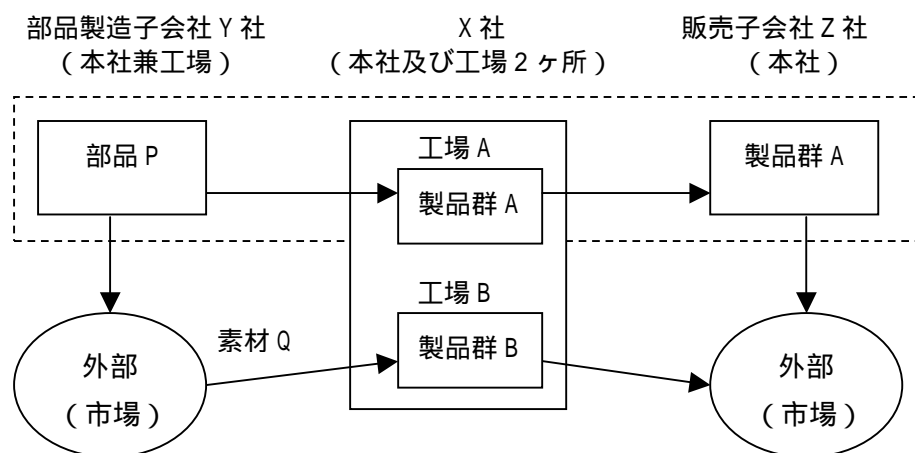 部品製造子会社Y社
(本社兼工場)
X社
(本社及び工場2ヶ所)
販売子会社Z社
(本社)
部品P
工場A
製品群A
製品群A
工場B
製品群B
素材Q
外部
(市場)
外部
(市場)